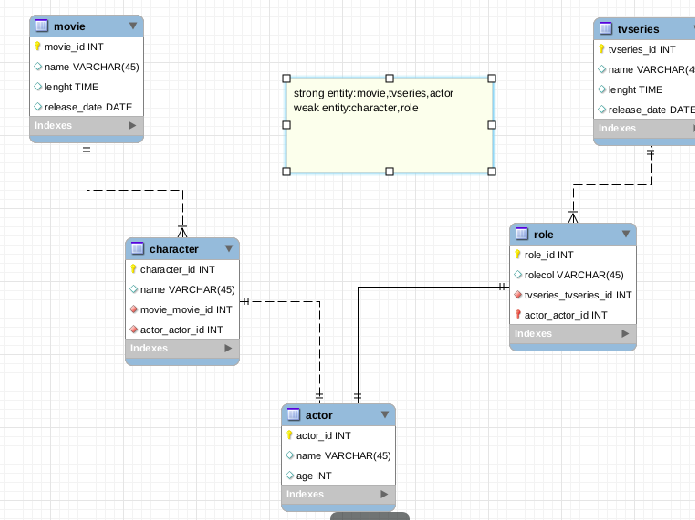 movie
movie_id INT
name VARCHAR(45)
lenght TIME
release_date DATE
Indexes
strong entity:movie,tvseries,actor
weak entity:character,role
tvseries
tvseries_id INT
name VARCHAR(4
lenght TIME
release_date DATE
Indexes
character
character_id INT
name VARCHAR(45)
movie_movie_id INT
actor_actor_id INT
Indexes
role
role_id INT
rolecol VARCHAR(45)
tvseries_tvseries_id INT
actor_actor_id INT
Indexes
actor
actor_id INT
name VARCHAR(45)
age INT
Indexes